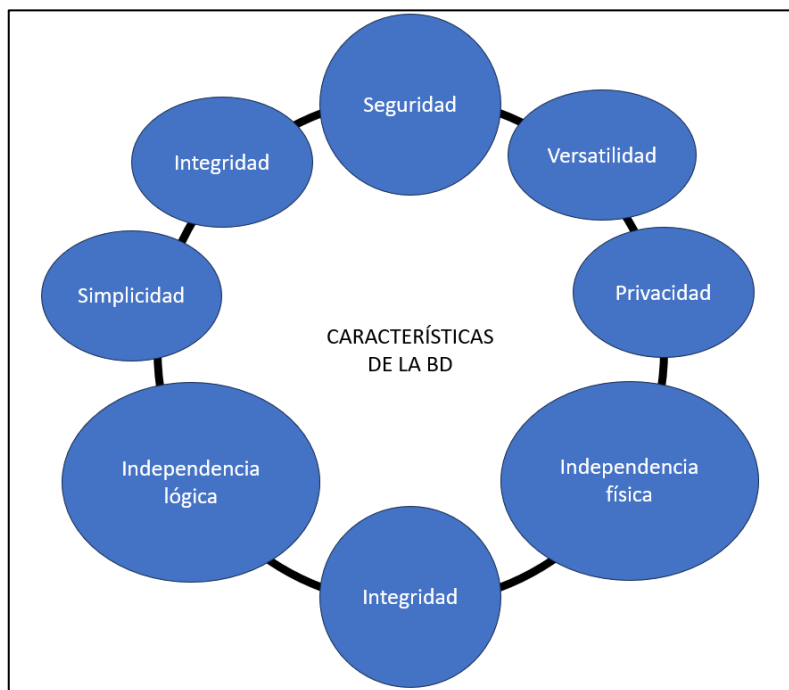 Seguridad
Versatilidad
Integridad
Privacidad
Simplicidad
CARACTERÍSTICAS
DE LA BD
Independencia
lógica
Independencia
física
Integridad